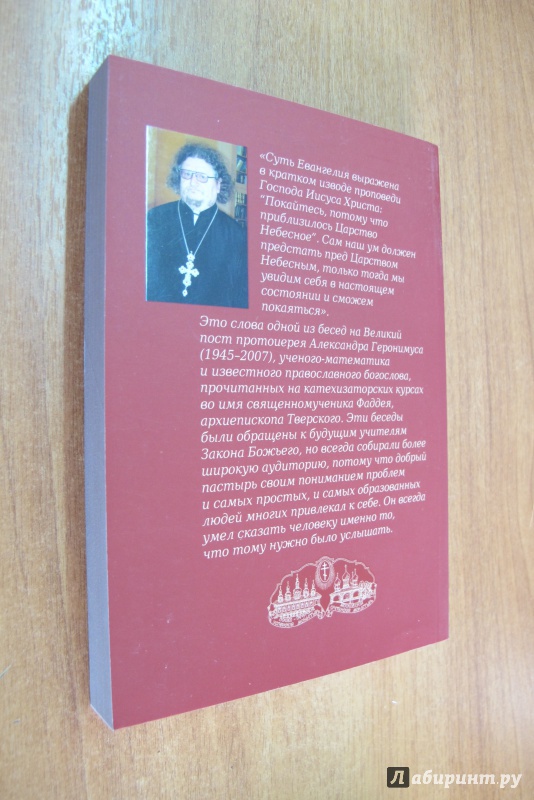 «Суть Евангелия выражена
в кратком изводе проповеди
Господа Иисуса Христа:
"Покайтесь, потому что
приблизилось Царство
Небесное". Сам наш ум должен
предстать пред Царством
Небесным, только тогда мы
увидим себя в настоящем
состоянии и сможем
покаяться».
Это слова одной из бесед на Великий
пост протоиерея Александра Геронимуса
(1945–2007), ученого-математика
и известного православного богослова,
прочитанных на катехизаторских курсах
во имя священномученика Фаддея,
архиепископа Тверского. Эти беседы
были обращены к будущим учителям
Закона Божьего, но всегда собирали более
широкую аудиторию, потому что добрый
пастырь своим пониманием проблем
и самых простых, и самых образованных
людей многих привлекал к себе. Он всегда
умел сказать человеку именно то,
что тому нужно было услышать.
Лабиринт.ру